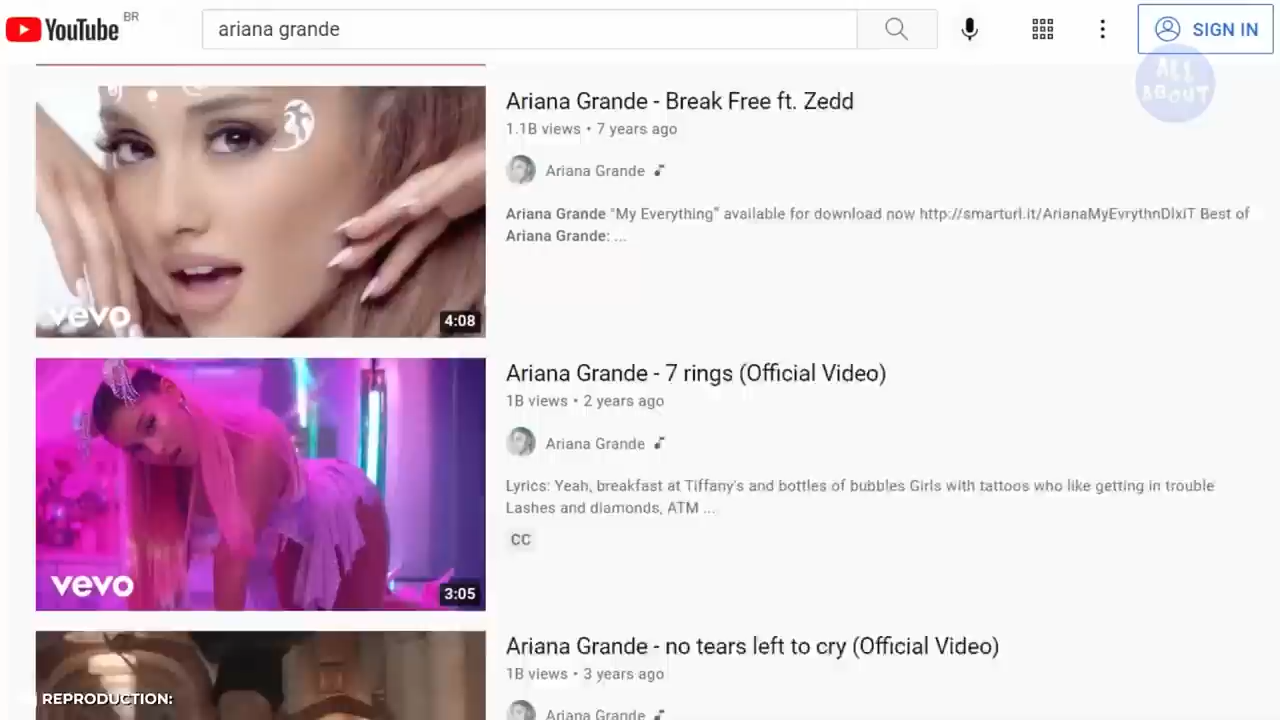 YouTube BR
ariana grande
SIGN IN
ALL
ABOUT
Ariana Grande - Break Free ft. Zedd
1.1B views • 7 years ago
Ariana Grande
Ariana Grande "My Everything" available for download now http://smarturl.it/ArianaMyEvrythnDlxiT Best of
Ariana Grande: ...
vevo
4:08
Ariana Grande - 7 rings (Official Video)
1B views • 2 years ago
Ariana Grande
Lyrics: Yeah, breakfast at Tiffany's and bottles of bubbles Girls with tattoos who like getting in trouble
Lashes and diamonds, ATM ...
CC
vevo
3:05
Ariana Grande - no tears left to cry (Official Video)
1B views • 3 years ago
Ariana Grande
REPRODUCTION: